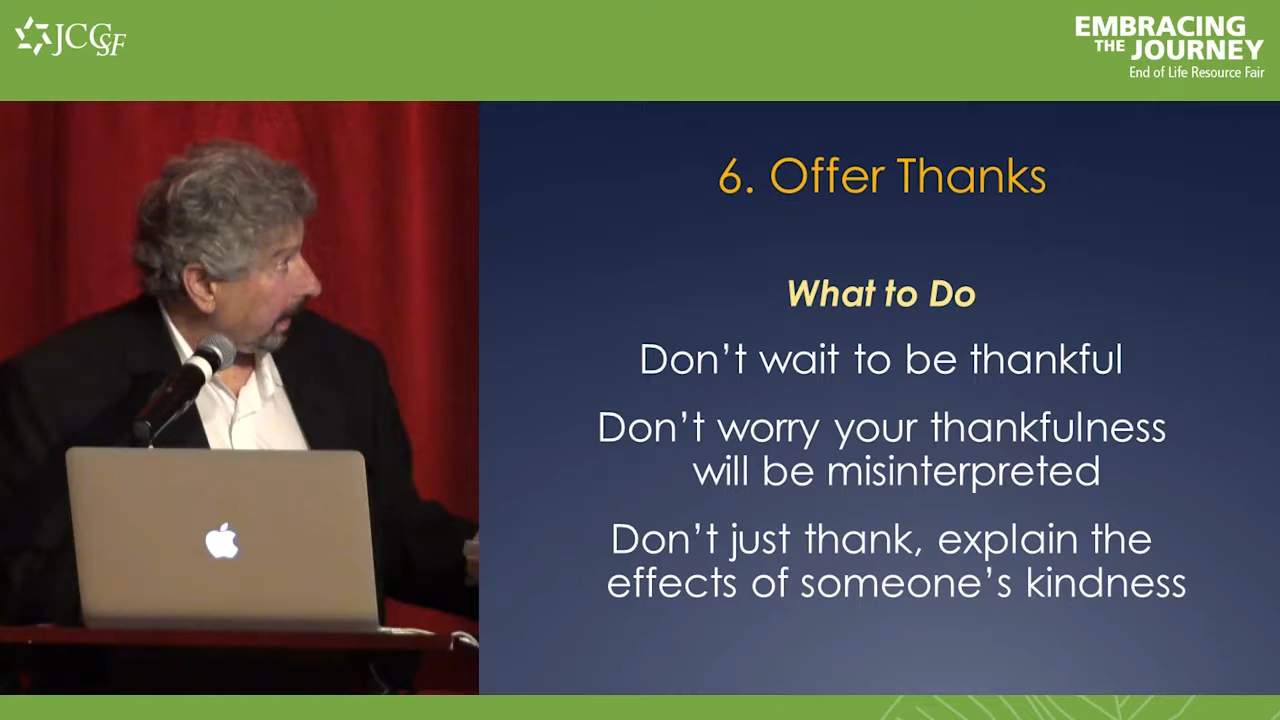 JCCSF
EMBRACING
THE JOURNEY
End of Life Resource Fair
6. Offer Thanks
What to Do
Don't wait to be thankful
Don't worry your thankfulness
will be misinterpreted
Don't just thank, explain the
effects of someone's kindness